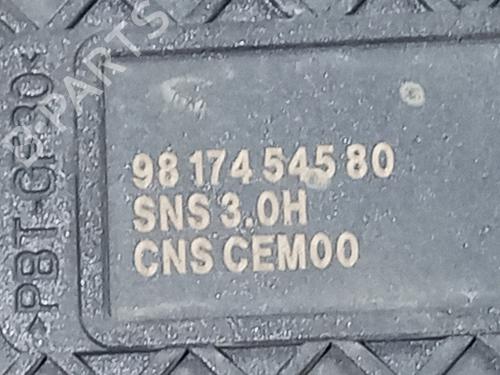 98 174 545 80
SNS 3.0H
CNS CEM00
>PBT-GF30<
B-PARTS